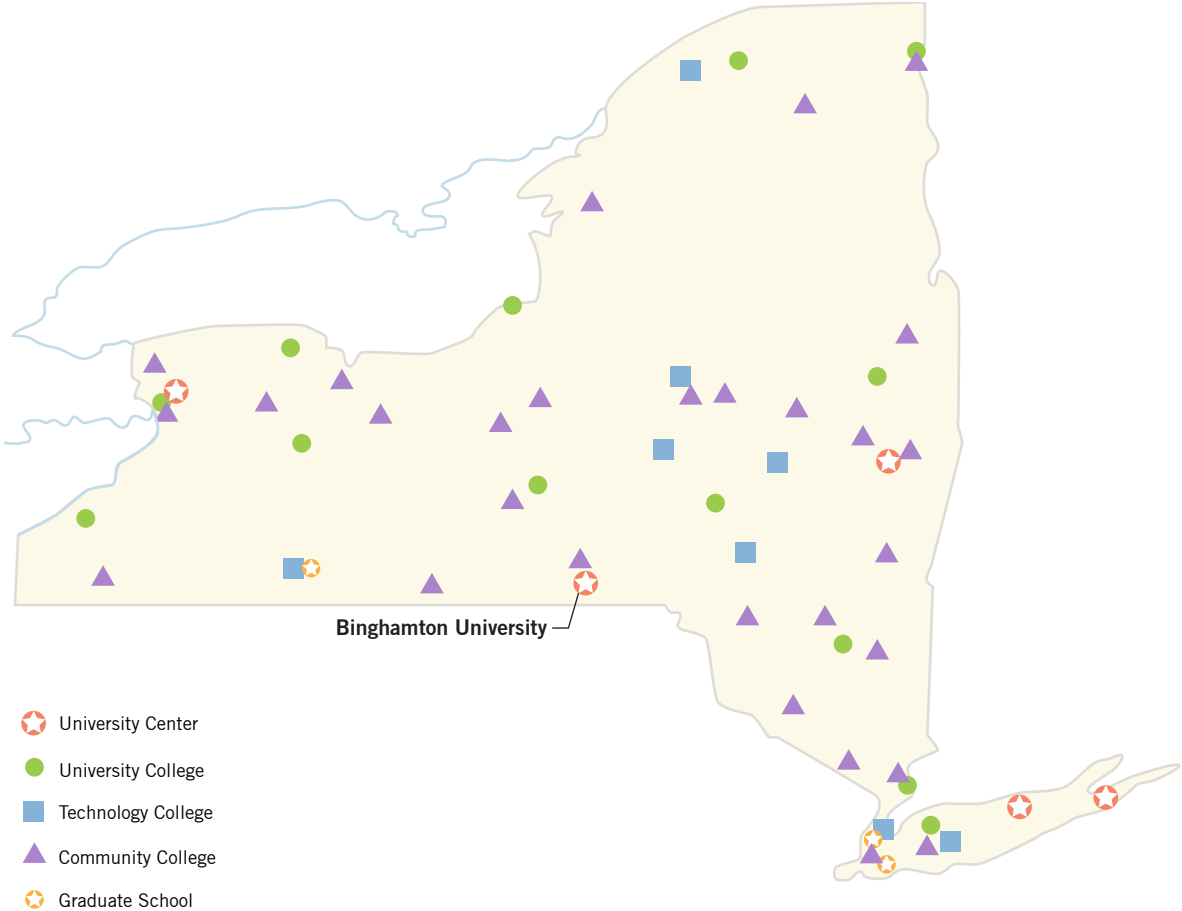 Binghamton University
University Center
University College
Technology College
Community College
Graduate School